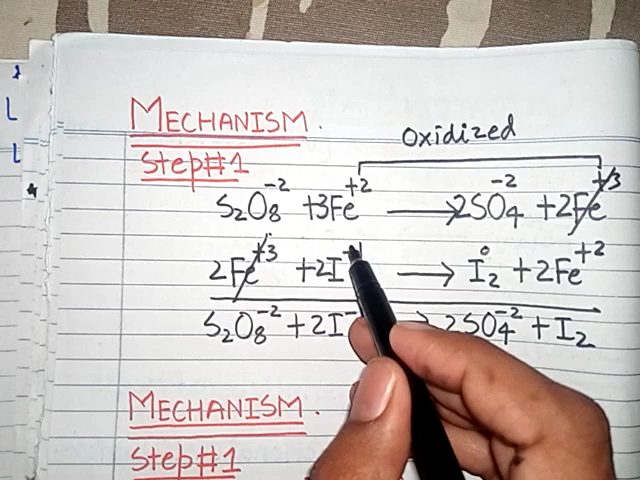 MECHANISM.
Oxidized
Step#1
S₂O₈⁻² +3Fe⁺² → 2SO₄⁻² +2Fe⁺³
2Fe⁺³ +2I⁻ → I₂⁰ + 2Fe⁺²
S₂O₈⁻² + 2I⁻ → 2SO₄⁻² + I₂
MECHANISM.
Step#1